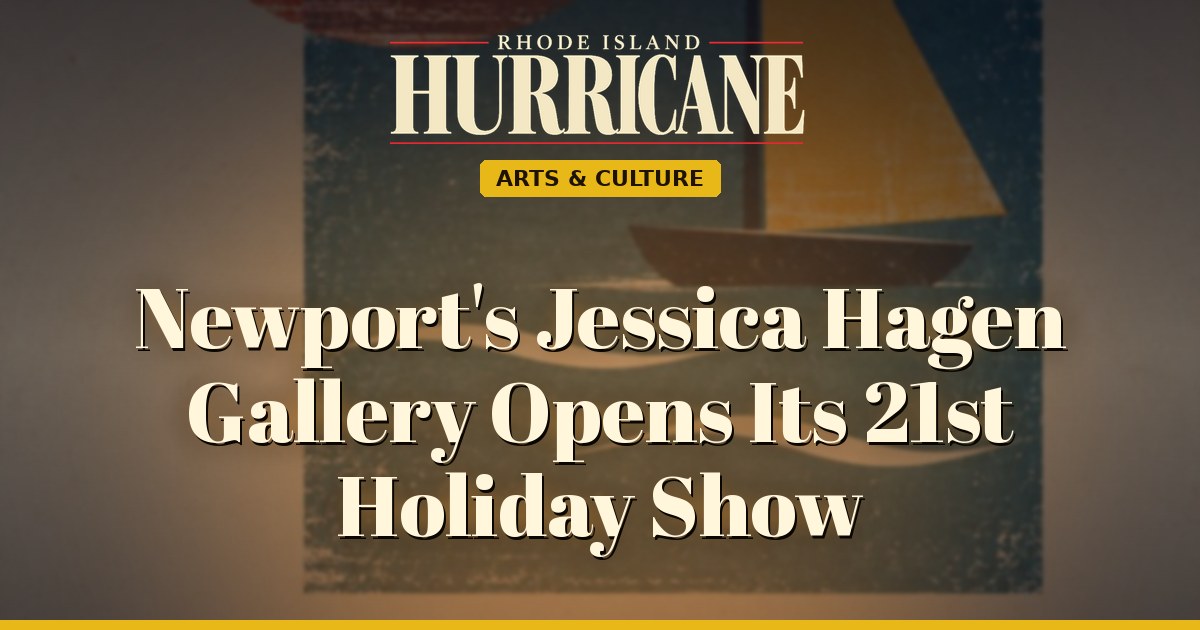 RHODE ISLAND
HURRICANE
ARTS & CULTURE
Newport's Jessica Hagen
Gallery Opens Its 21st
Holiday Show